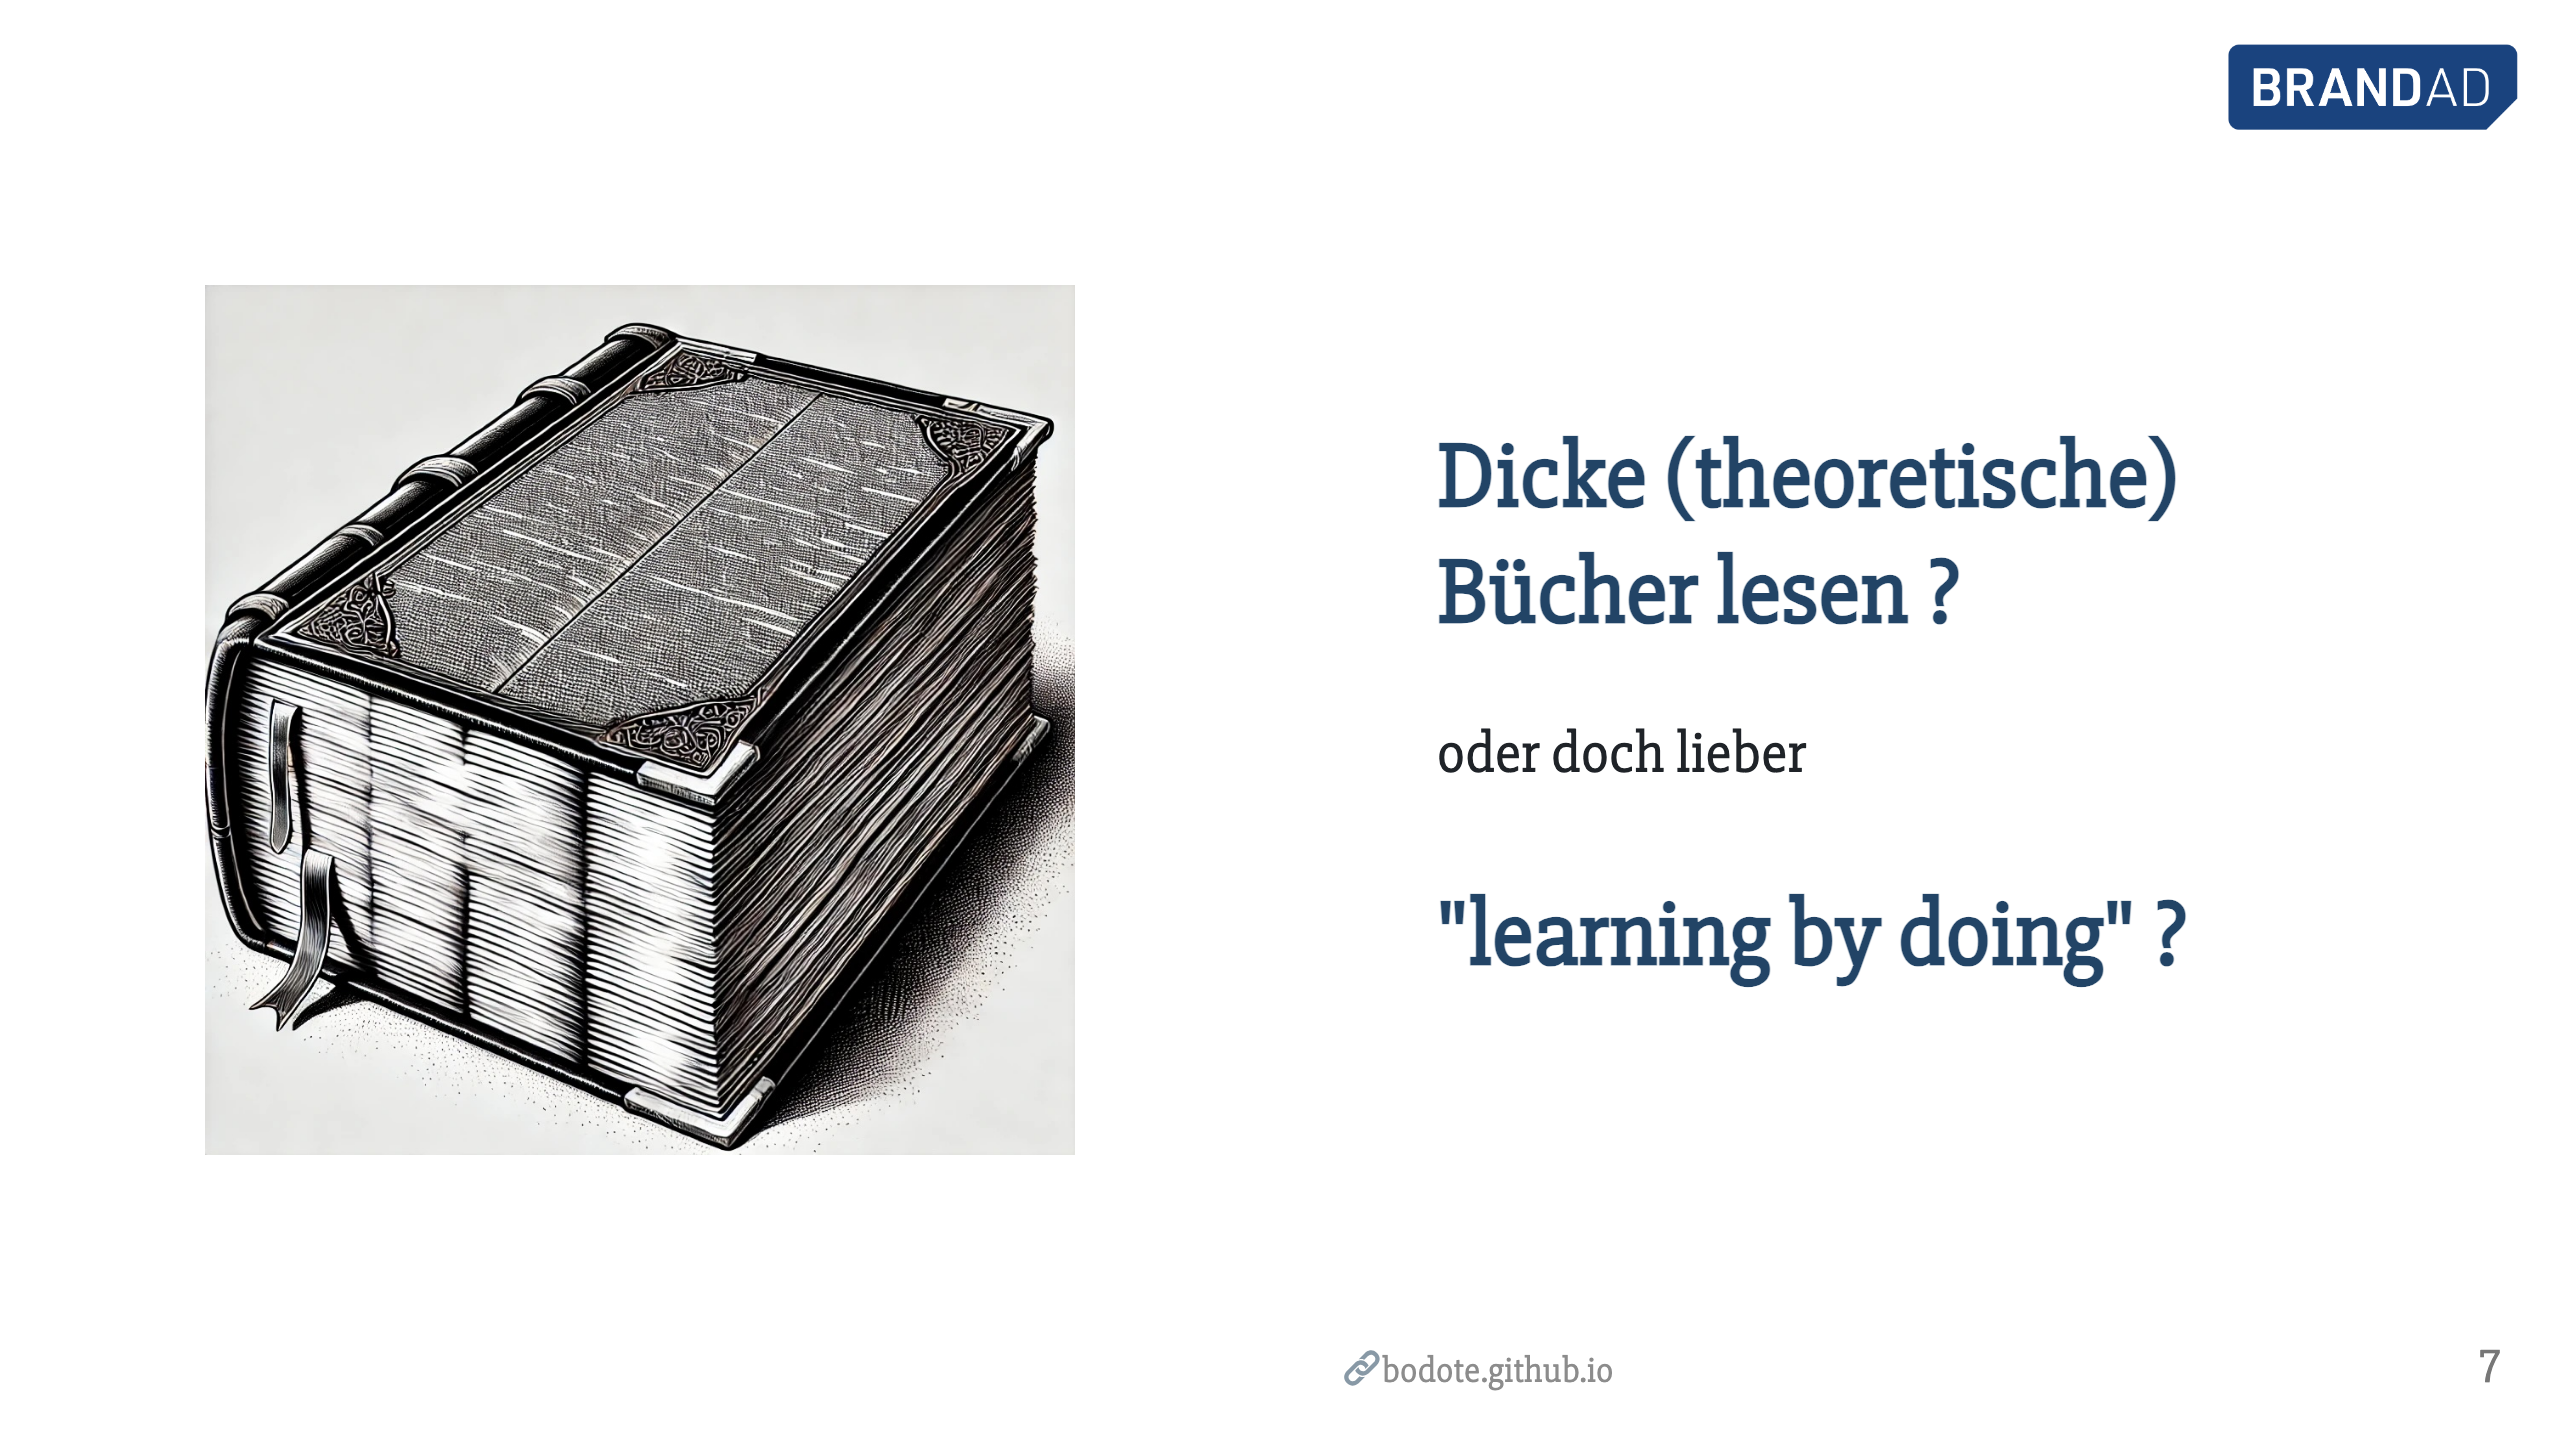 BRANDAD
Dicke (theoretische)
Bücher lesen ?
oder doch lieber
"learning by doing" ?
bodote.github.io
7